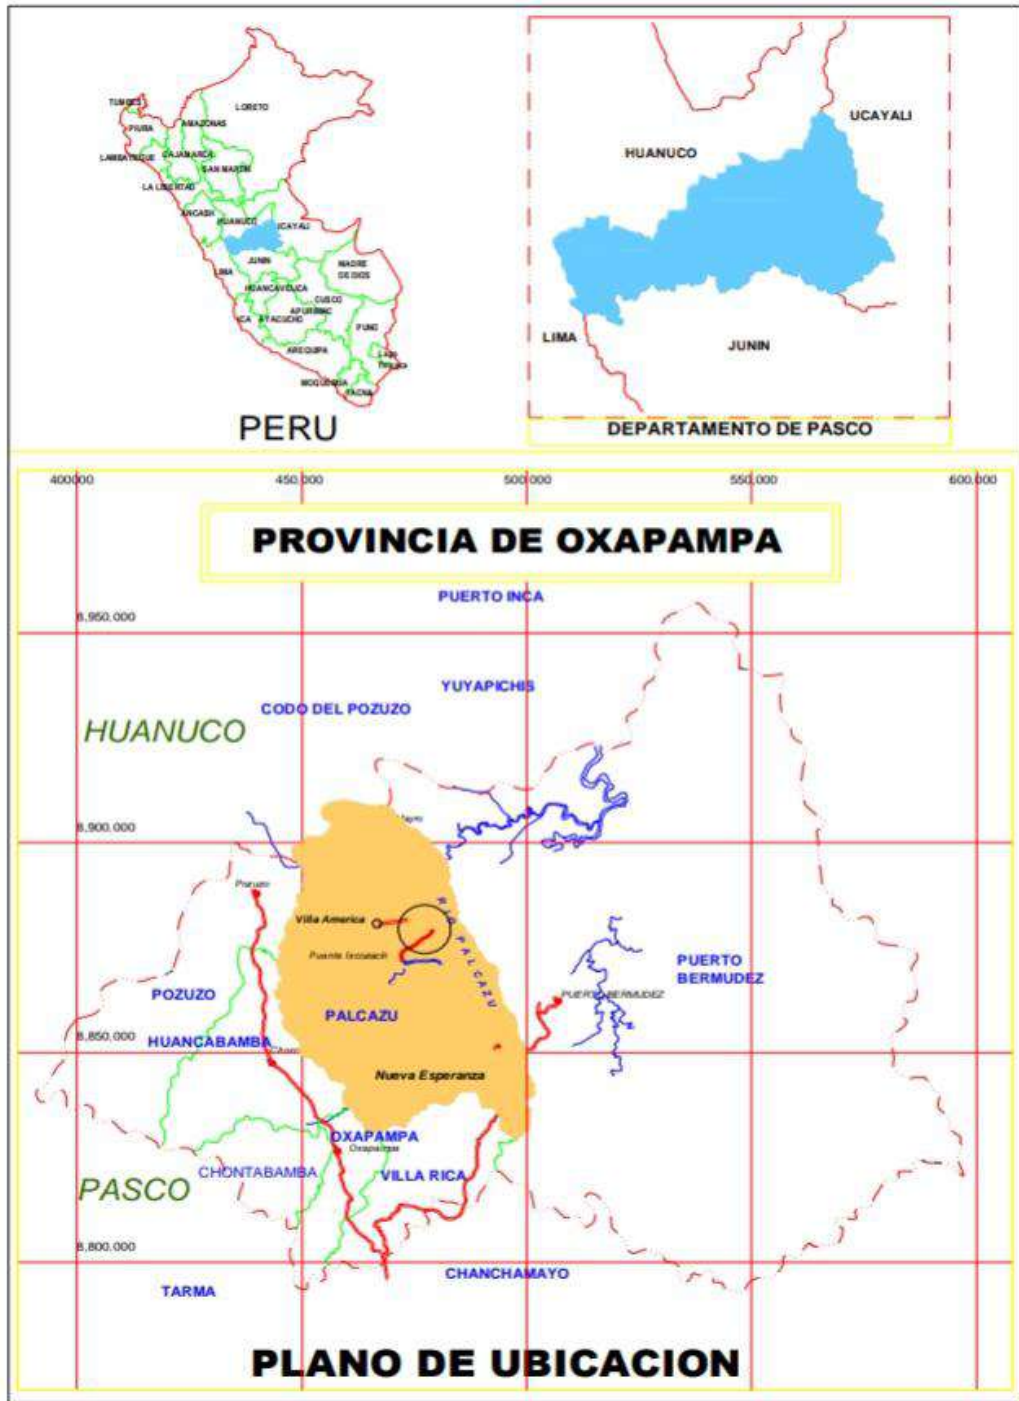 TUMBES
LORETO
PIURA
AMAZONAS
LAMBAYEQUE
CAJAMARCA
SAN MARTIN
LA LIBERTAD
ANCASH
HUANUCO
UCAYALI
JUNIN
LIMA
MADRE
DE DIOS
HUANCAVELICA
CUSCO
APURIMAC
ICA
AYACUCHO
PUNO
AREQUIPA
Lago
MOQUEGUA
TACNA
PERU
UCAYALI
HUANUCO
LIMA
JUNIN
DEPARTAMENTO DE PASCO
400000
450,000
500,000
550,000
600,000
PROVINCIA DE OXAPAMPA
PUERTO INCA
8,950,000
YUYAPICHIS
CODO DEL POZUZO
HUANUCO
8,900,000
Pozuzo
Villa America
RIO PALCAZU
PUERTO
BERMUDEZ
POZUZO
PUERTO BERMUDEZ
PALCAZU
HUANCABAMBA
8,850,000
Nueva Esperanza
OXAPAMPA
Oxapampa
CHONTABAMBA
VILLA RICA
PASCO
8,800,000
CHANCHAMAYO
TARMA
PLANO DE UBICACION